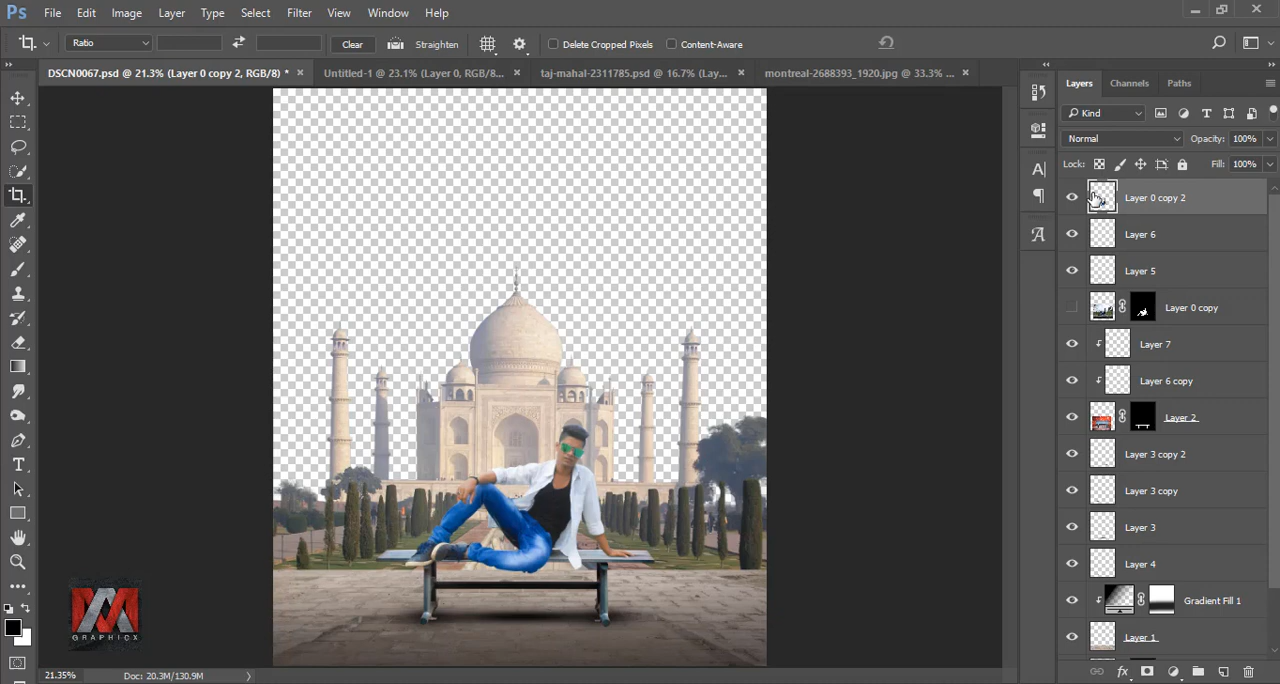 Ps File Edit Image Layer Type Select Filter View Window Help
Ratio Clear Straighten Delete Cropped Pixels Content-Aware
DSCN0067.psd @ 21.3% (Layer 0 copy 2, RGB/8) * × Untitled-1 @ 23.1% (Layer 0, RGB/8... × taj-mahal-2311785.psd @ 16.7% (Lay... × montreal-2688393_1920.jpg @ 33.3% ... ×
Layers Channels Paths
Kind
Normal Opacity: 100%
Lock: Fill: 100%
Layer 0 copy 2
Layer 6
Layer 5
Layer 0 copy
Layer 7
Layer 6 copy
Layer 2
Layer 3 copy 2
Layer 3 copy
Layer 3
Layer 4
Gradient Fill 1
Layer 1
GRAPHICX
21.35% Doc: 20.3M/130.9M